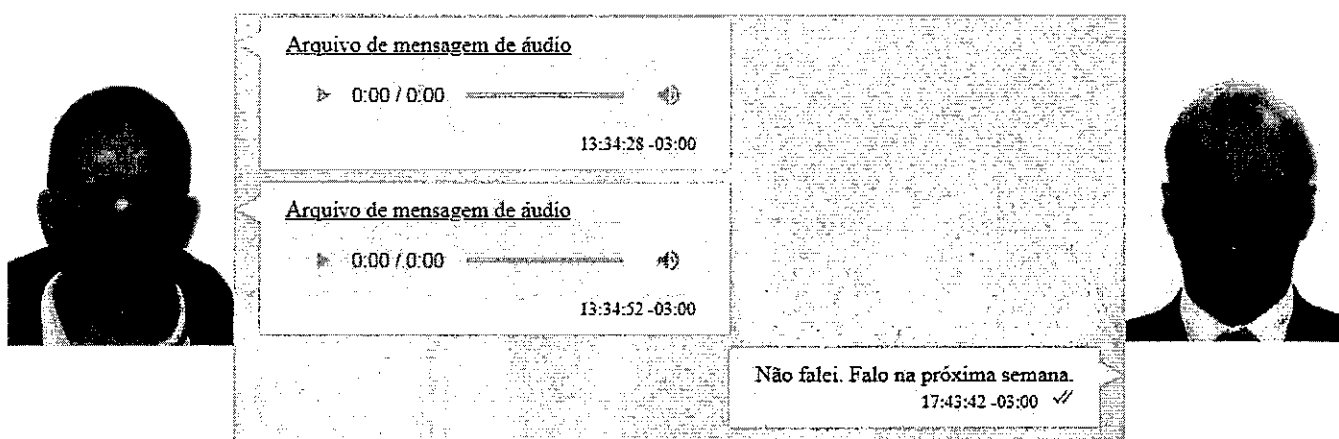 Arquivo de mensagem de áudio
0:00 / 0:00
13:34:28 -03:00
Arquivo de mensagem de áudio
0:00 / 0:00
13:34:52 -03:00
Não falei. Falo na próxima semana.
17:43:42 -03:00